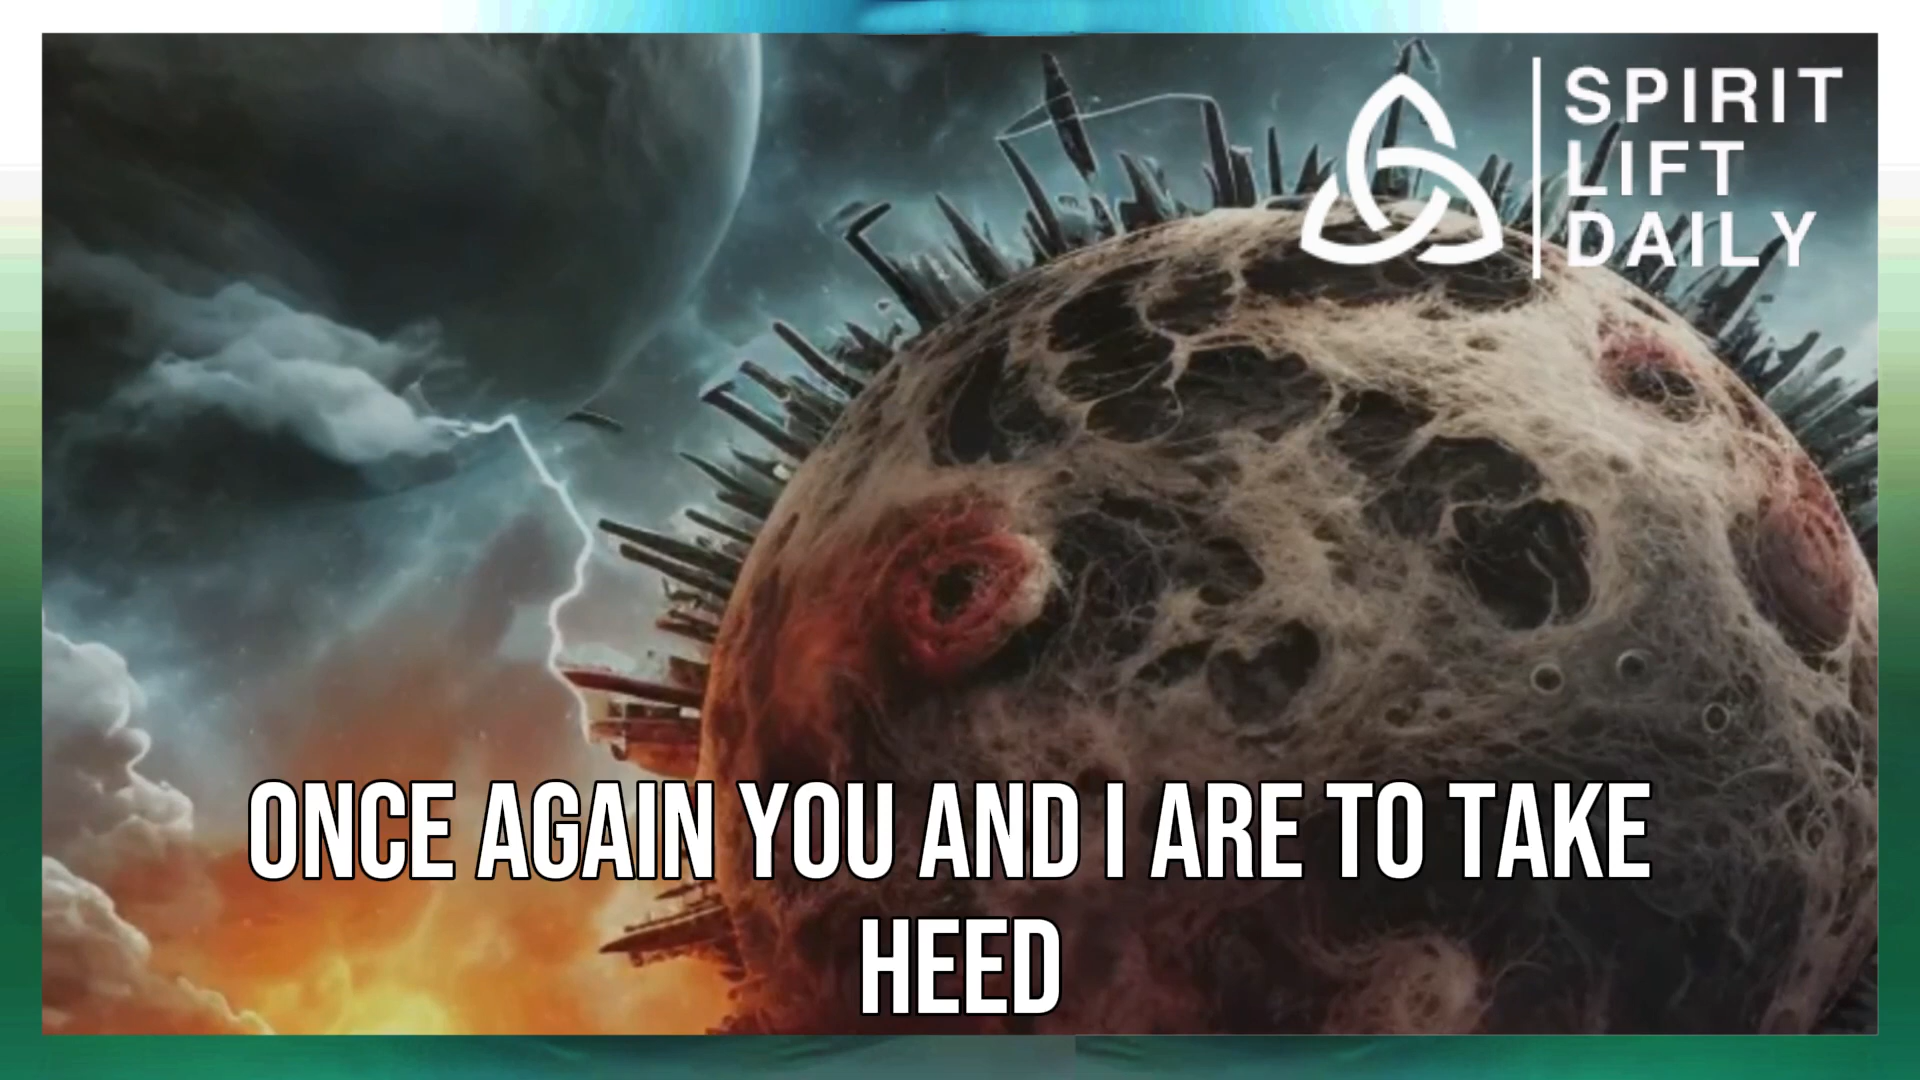 SPIRIT
LIFT
DAILY
ONCE AGAIN YOU AND I ARE TO TAKE
HEED